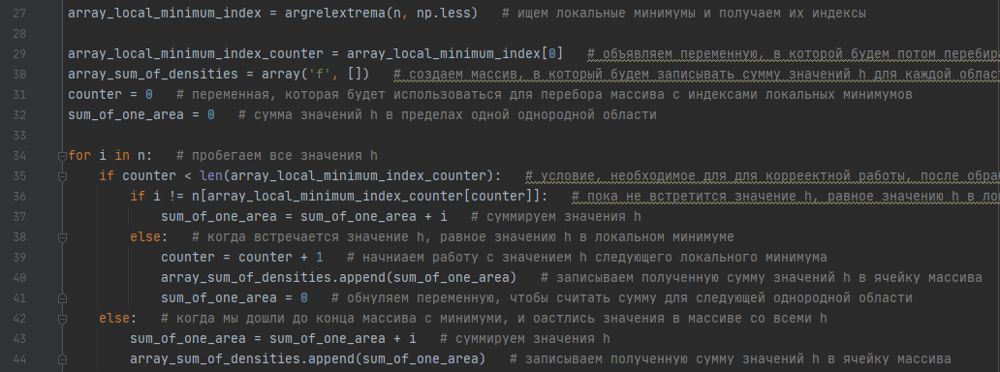 27 array_local_minimum_index = argrelextrema(n, np.less)   # ищем локальные минимумы и получаем их индексы
28
29 array_local_minimum_index_counter = array_local_minimum_index[0]   # объявляем переменную, в которой будем потом перебира
30 array_sum_of_densities = array('f', [])   # создаем массив, в который будем записывать сумму значений h для каждой област
31 counter = 0   # переменная, которая будет использоваться для перебора массива с индексами локальных минимумов
32 sum_of_one_area = 0   # сумма значений h в пределах одной однородной области
33
34 for i in n:   # пробегаем все значения h
35     if counter < len(array_local_minimum_index_counter):   # условие, необходимое для для корреектной работы, после обра
36         if i != n[array_local_minimum_index_counter[counter]]:   # пока не встретится значение h, равное значению h в ло
37             sum_of_one_area = sum_of_one_area + i   # суммируем значения h
38         else:   # когда встречается значение h, равное значению h в локальном минимуме
39             counter = counter + 1   # начниаем работу с значением h следующего локального минимума
40             array_sum_of_densities.append(sum_of_one_area)   # записываем полученную сумму значений h в ячейку массива
41             sum_of_one_area = 0   # обнуляем переменную, чтобы считать сумму для следующей однородной области
42     else:   # когда мы дошли до конца массива с минимуми, и оастлись значения в массиве со всеми h
43         sum_of_one_area = sum_of_one_area + i   # суммируем значения h
44         array_sum_of_densities.append(sum_of_one_area)   # записываем полученную сумму значений h в ячейку массива